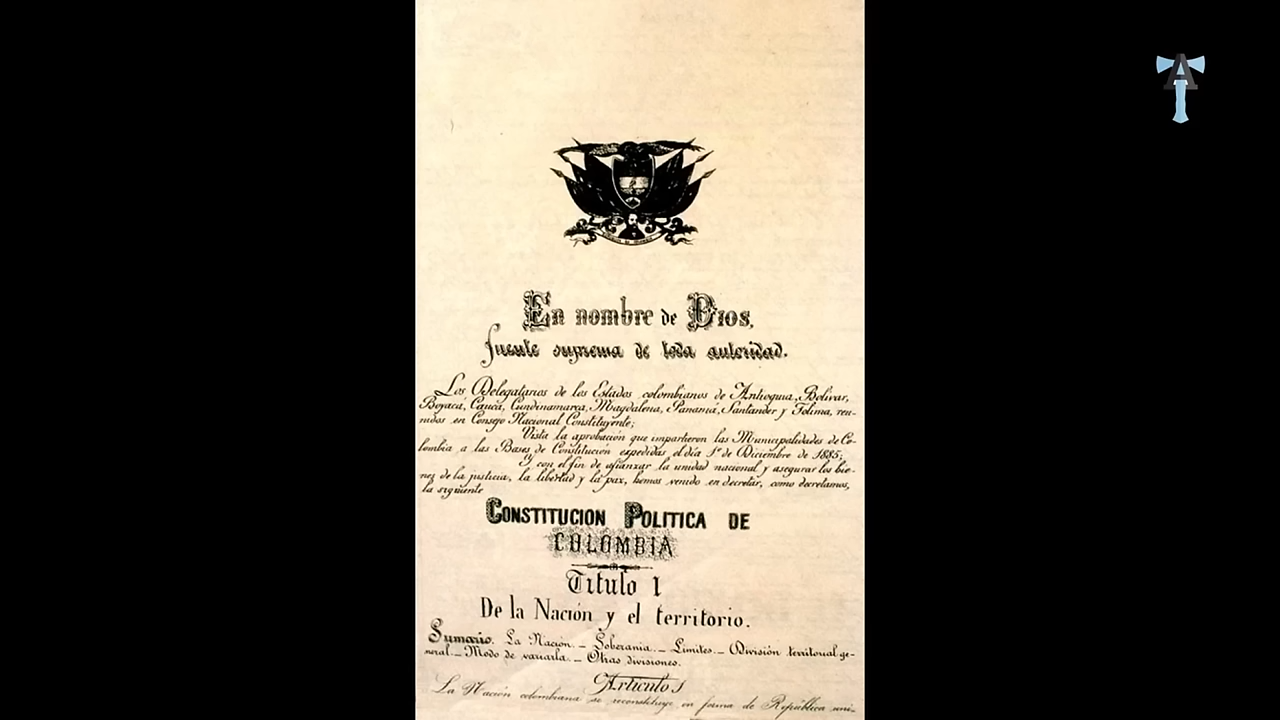 En nombre de Dios,
fuente suprema de toda autoridad.
Los Delegatarios de los Estados colombianos de Antioquia, Bolívar,
Boyacá, Cauca, Cundinamarca, Magdalena, Panamá, Santander y Tolima, reu-
nidos en Consejo Nacional Constituyente;
Vista la aprobación que impartieron las Municipalidades de Co-
lombia a las Bases de Constitución expedidas el día 1º de Diciembre de 1885;
Y con el fin de afianzar la unidad nacional y asegurar los bie-
nes de la justicia, la libertad y la paz, hemos venido en decretar, como decretamos,
la siguiente
CONSTITUCION POLITICA DE
COLOMBIA
Titulo I
De la Nación y el territorio.
Sumario. La Nación. _ Soberanía. _ Límites. _ División territorial ge-
neral. _ Modo de variarla. _ Otras divisiones.
Artículo 1
La Nación colombiana se reconstituye en forma de República uni-
A